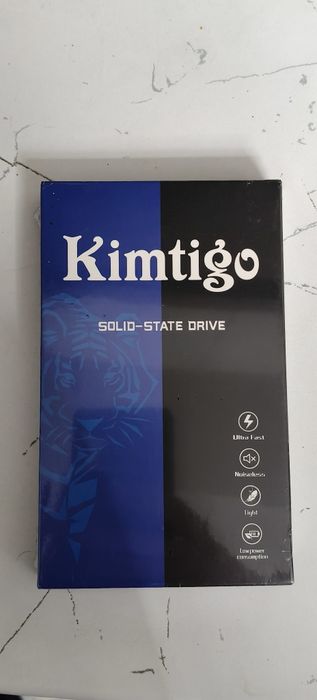 Kimtigo
SOLID-STATE DRIVE
Ultra Fast
Noiseless
Light
Low power
consumption